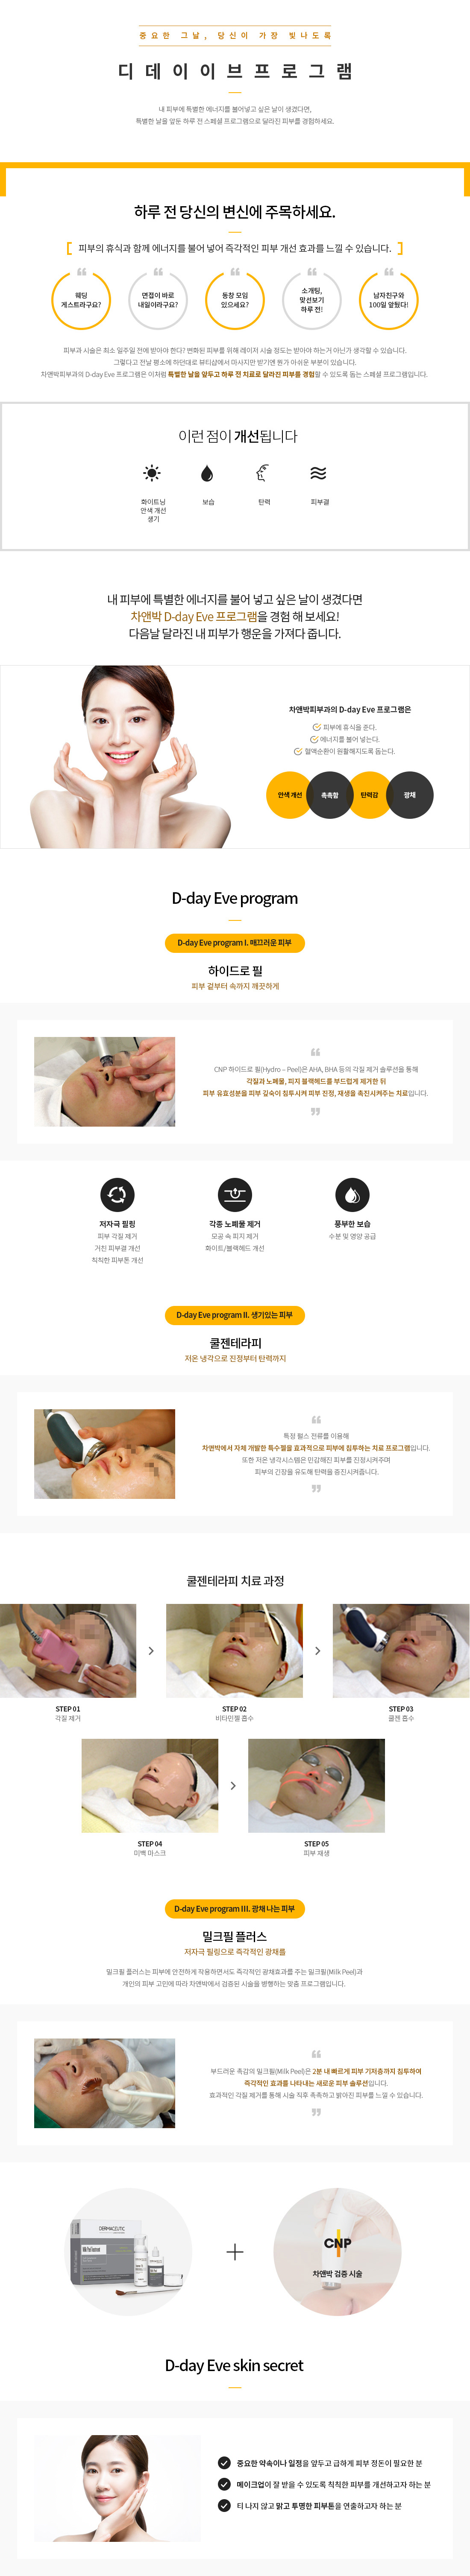 중요한 그날, 당신이 가장 빛나도록
디데이이브프로그램
내 피부에 특별한 에너지를 불어넣고 싶은 날이 생겼다면,
특별한 날을 앞둔 하루 전 스페셜 프로그램으로 달라진 피부를 경험하세요.
하루 전 당신의 변신에 주목하세요.
피부의 휴식과 함께 에너지를 불어 넣어 즉각적인 피부 개선 효과를 느낄 수 있습니다.
웨딩
게스트라구요?
면접이 바로
내일이라구요?
동창 모임
있으세요?
소개팅,
맞선보기
하루 전!
남자친구와
100일 앞뒀다!
피부과 시술은 최소 일주일 전에 받아야 한다? 변화된 피부를 위해 레이저 시술 정도는 받아야 하는거 아닌가 생각할 수 있습니다.
그렇다고 전날 평소에 하던대로 뷰티샵에서 마사지만 받기엔 뭔가 아쉬운 부분이 있습니다.
차앤박피부과의 D-day Eve 프로그램은 이처럼 특별한 날을 앞두고 하루 전 치료로 달라진 피부를 경험할 수 있도록 돕는 스페셜 프로그램입니다.
이런 점이 개선됩니다
화이트닝
안색 개선
생기
보습
탄력
피부결
내 피부에 특별한 에너지를 불어 넣고 싶은 날이 생겼다면
차앤박 D-day Eve 프로그램을 경험 해 보세요!
다음날 달라진 내 피부가 행운을 가져다 줍니다.
차앤박피부과의 D-day Eve 프로그램은
피부에 휴식을 준다.
에너지를 불어 넣는다.
혈액순환이 원활해지도록 돕는다.
안색 개선
촉촉함
탄력감
광채
D-day Eve program
D-day Eve program I. 매끄러운 피부
하이드로 필
피부 겉부터 속까지 깨끗하게
CNP 하이드로 필(Hydro – Peel)은 AHA, BHA 등의 각질 제거 솔루션을 통해
각질과 노폐물, 피지 블랙헤드를 부드럽게 제거한 뒤
피부 유효성분을 피부 깊숙이 침투시켜 피부 진정, 재생을 촉진시켜주는 치료입니다.
저자극 필링
피부 각질 제거
거친 피부결 개선
칙칙한 피부톤 개선
각종 노폐물 제거
모공 속 피지 제거
화이트/블랙헤드 개선
풍부한 보습
수분 및 영양 공급
D-day Eve program II. 생기있는 피부
쿨젠테라피
저온 냉각으로 진정부터 탄력까지
특정 펄스 전류를 이용해
차앤박에서 자체 개발한 특수젤을 효과적으로 피부에 침투하는 치료 프로그램입니다.
또한 저온 냉각시스템은 민감해진 피부를 진정시켜주며
피부의 긴장을 유도해 탄력을 증진시켜줍니다.
쿨젠테라피 치료 과정
STEP 01
각질 제거
STEP 02
비타민젤 흡수
STEP 03
쿨젠 흡수
STEP 04
미백 마스크
STEP 05
피부 재생
D-day Eve program III. 광채 나는 피부
밀크필 플러스
저자극 필링으로 즉각적인 광채를
밀크필 플러스는 피부에 안전하게 작용하면서도 즉각적인 광채효과를 주는 밀크필(Milk Peel)과
개인의 피부 고민에 따라 차앤박에서 검증된 시술을 병행하는 맞춤 프로그램입니다.
부드러운 촉감의 밀크필(Milk Peel)은 2분 내 빠르게 피부 기저층까지 침투하여
즉각적인 효과를 나타내는 새로운 피부 솔루션입니다.
효과적인 각질 제거를 통해 시술 직후 촉촉하고 밝아진 피부를 느낄 수 있습니다.
DERMACEUTIC
Milk Peel
CNP
차앤박 검증 시술
D-day Eve skin secret
중요한 약속이나 일정을 앞두고 급하게 피부 정돈이 필요한 분
메이크업이 잘 받을 수 있도록 칙칙한 피부를 개선하고자 하는 분
티 나지 않고 맑고 투명한 피부톤을 연출하고자 하는 분